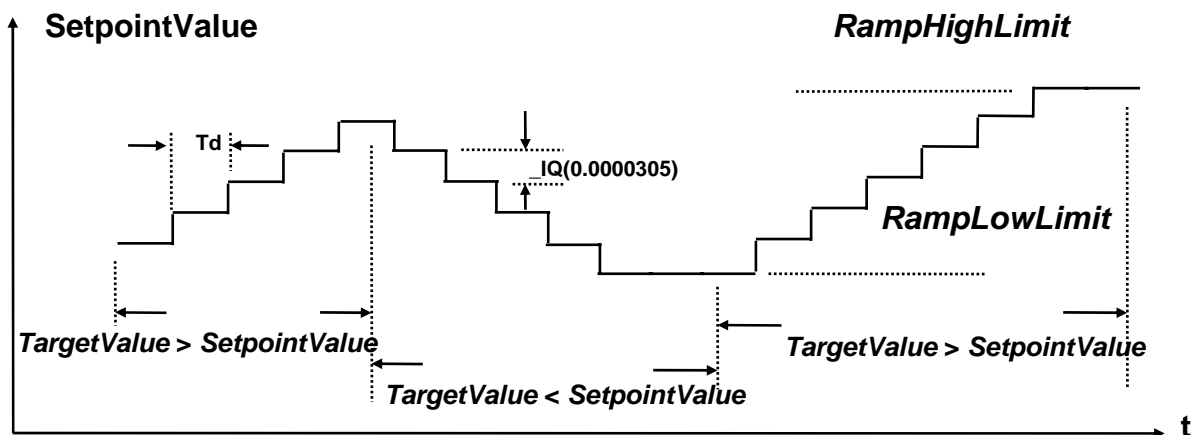 SetpointValue
RampHighLimit
Td
_IQ(0.0000305)
RampLowLimit
TargetValue > SetpointValue
TargetValue > SetpointValue
TargetValue < SetpointValue
t